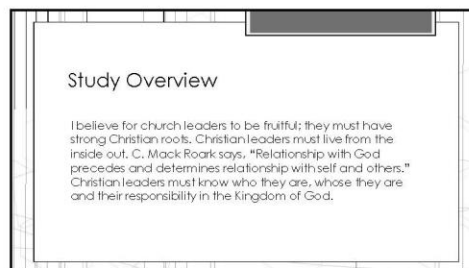 Study Overview
I believe for church leaders to be fruitful; they must have
strong Christian roots. Christian leaders must live from the
inside out. C. Mack Roark says, “Relationship with God
precedes and determines relationship with self and others.”
Christian leaders must know who they are, whose they are
and their responsibility in the Kingdom of God.